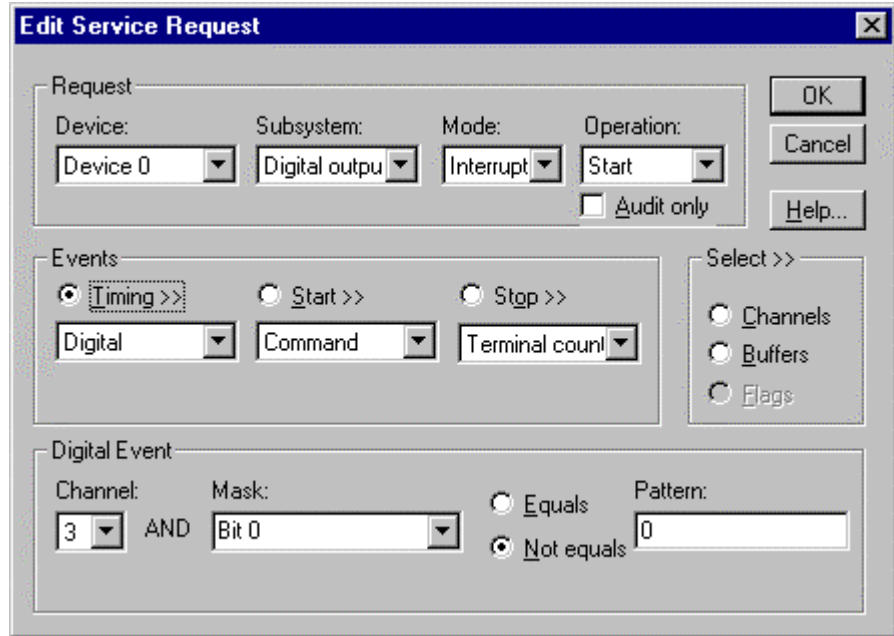 Edit Service Request
Request
OK
Device: Subsystem: Mode: Operation:
Cancel
Device 0 Digital outpu Interrupt Start
Audit only
Help...
Events
Select >>
Timing >> Start >> Stop >>
Channels
Digital Command Terminal count
Buffers
Flags
Digital Event
Channel: Mask: Pattern:
Equals
3 AND Bit 0 0
Not equals